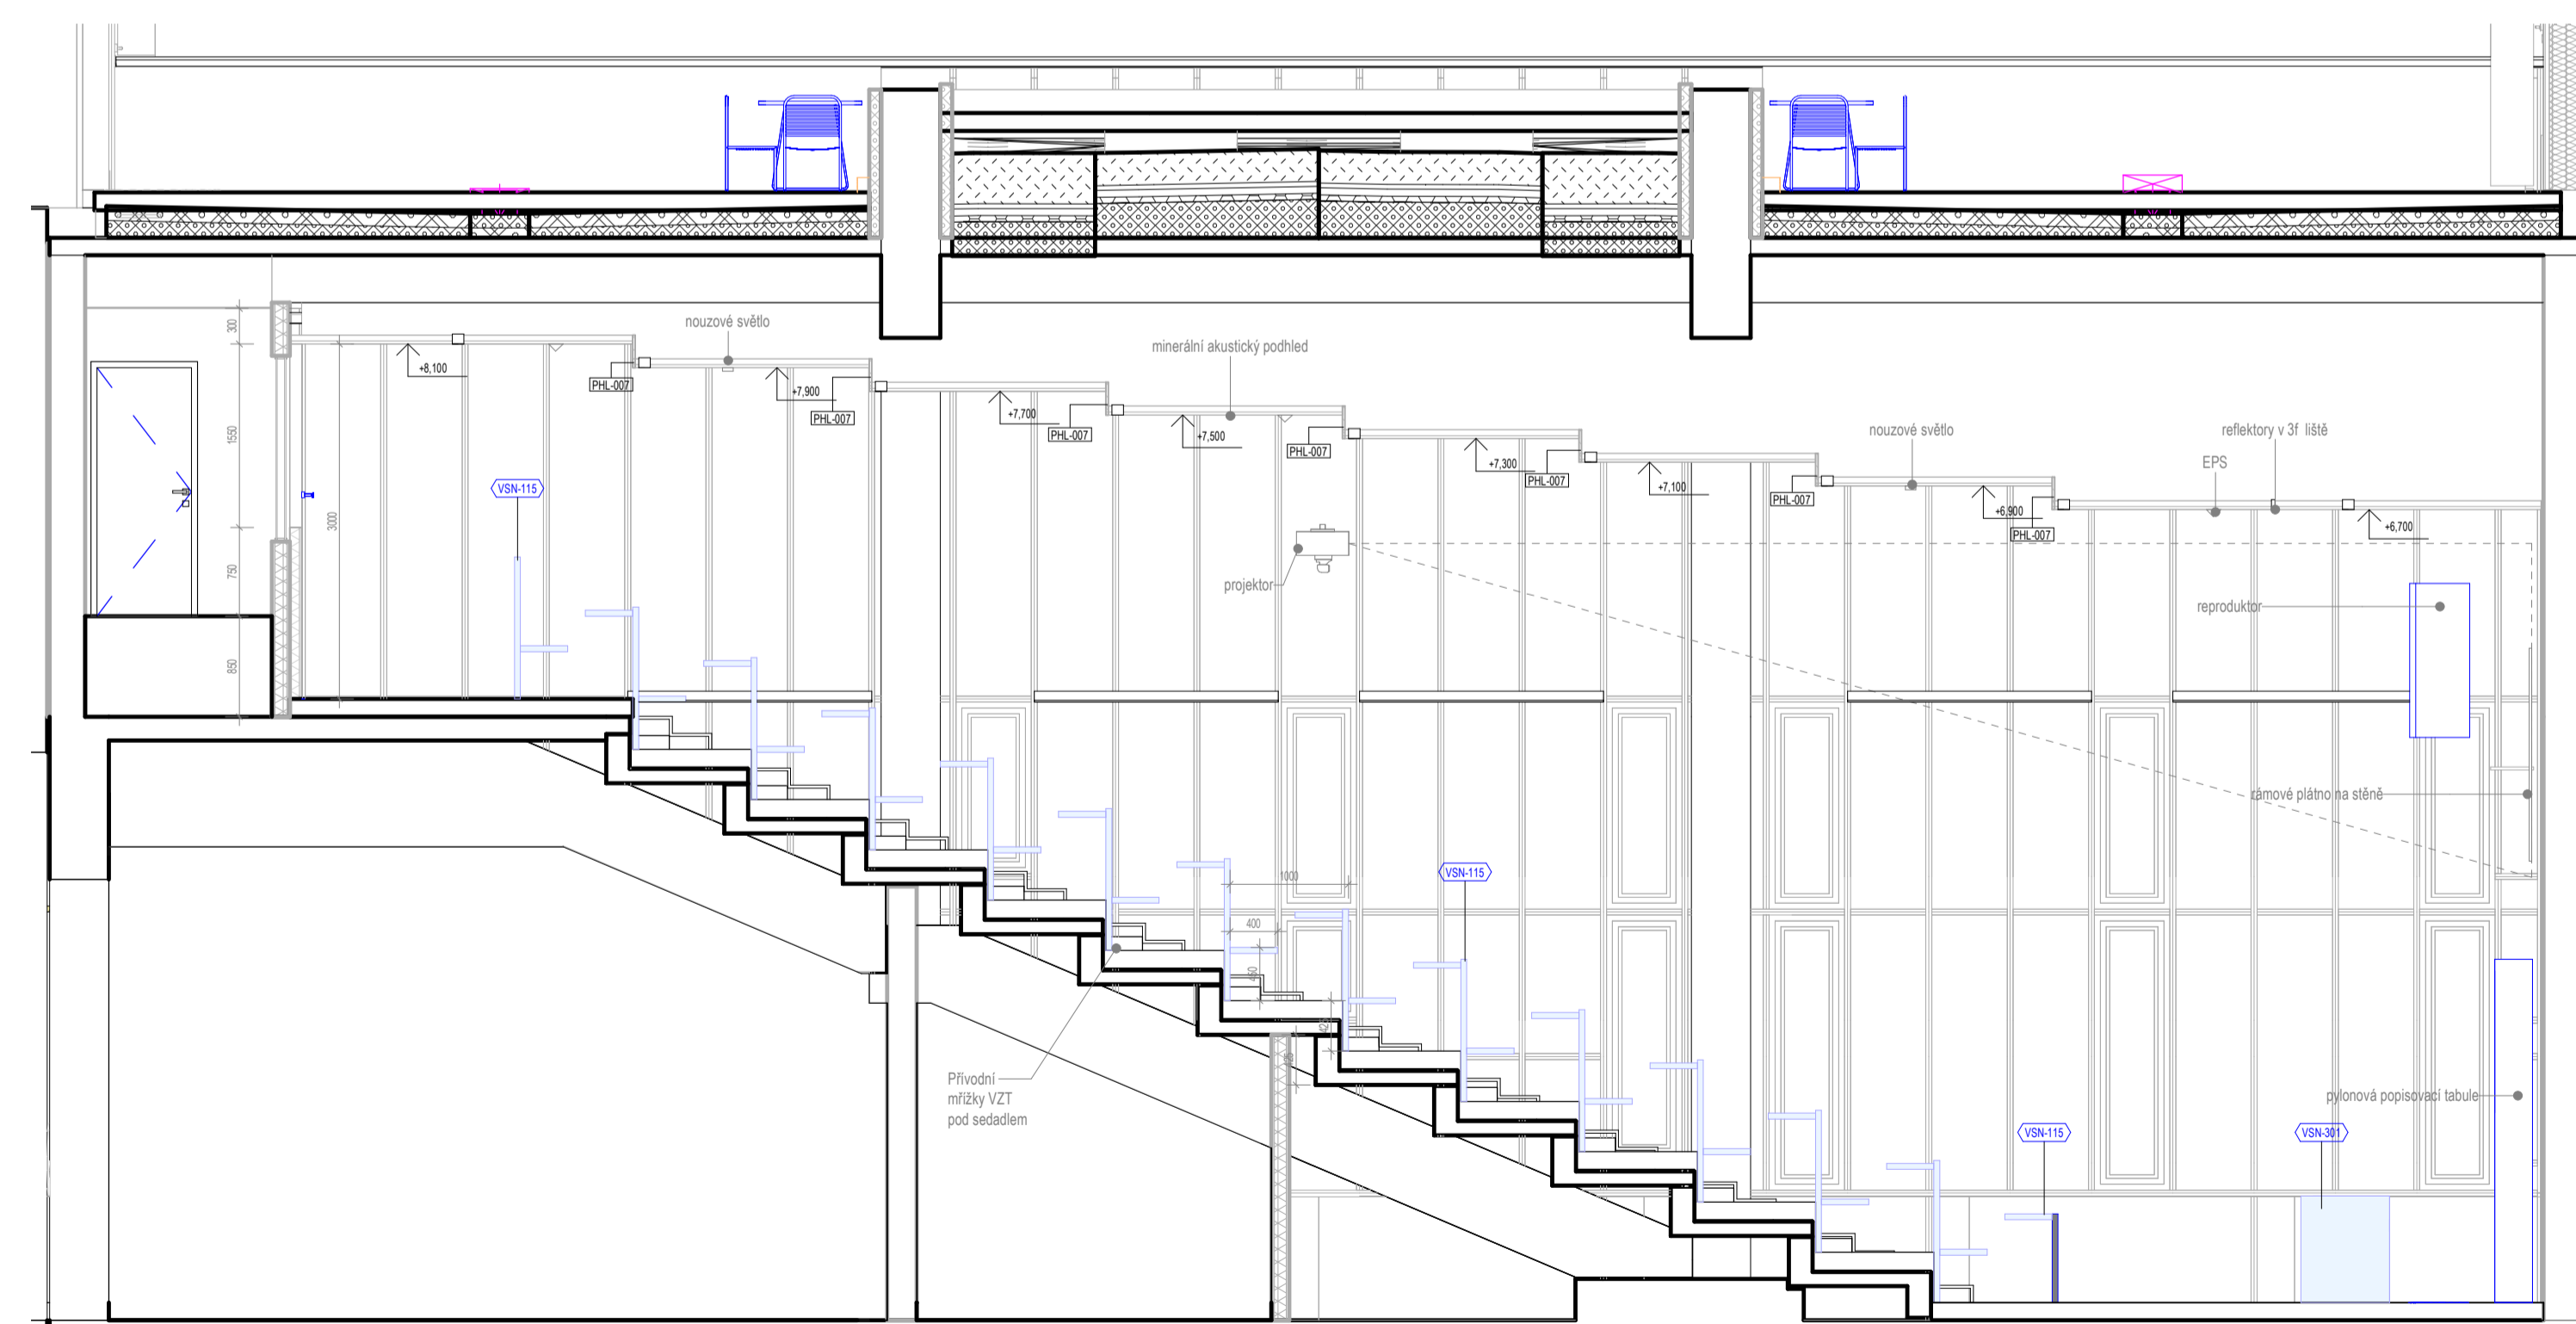 nouzové světlo
300
minerální akustický podhled
+8,100
PHL-007
+7,900
PHL-007
+7,700
PHL-007
+7,500
PHL-007
nouzové světlo
reflektory v 3f liště
1550
+7,300
PHL-007
EPS
VSN-115
+7,100
PHL-007
3000
+6,900
PHL-007
+6,700
750
projektor
reproduktor
850
rámové plátno na stěně
1000
VSN-115
400
450
425
425
Přívodní
mřížky VZT
pod sedadlem
pylonová popisovací tabule
VSN-115
VSN-301